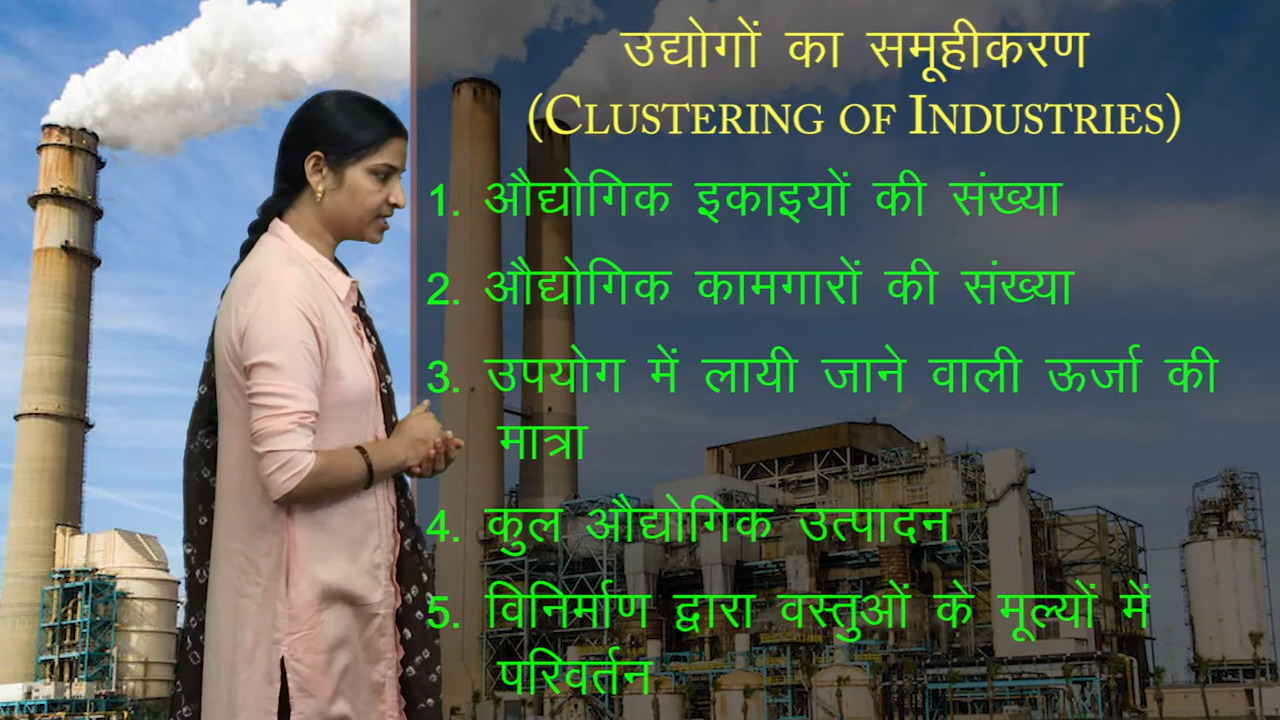 उद्योगों का समूहीकरण
(CLUSTERING OF INDUSTRIES)
1. औद्योगिक इकाइयों की संख्या
2. औद्योगिक कामगारों की संख्या
3. उपयोग में लायी जाने वाली ऊर्जा की
मात्रा
4. कुल औद्योगिक उत्पादन
5. विनिर्माण द्वारा वस्तुओं के मूल्यों में
परिवर्तन